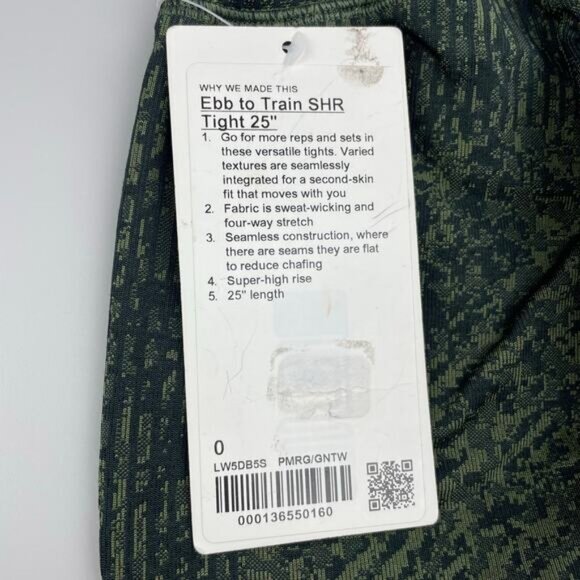 WHY WE MADE THIS
Ebb to Train SHR
Tight 25"
1. Go for more reps and sets in
these versatile tights. Varied
textures are seamlessly
integrated for a second-skin
fit that moves with you
2. Fabric is sweat-wicking and
four-way stretch
3. Seamless construction, where
there are seams they are flat
to reduce chafing
4. Super-high rise
5. 25" length
0
LW5DB5S PMRG/GNTW
000136550160